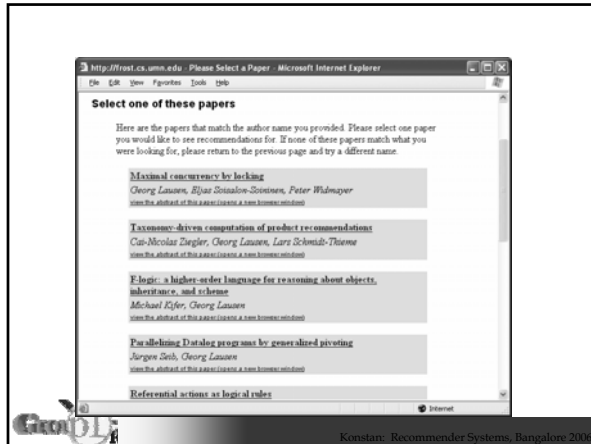 http://frost.cs.umn.edu - Please Select a Paper - Microsoft Internet Explorer
File Edit View Favorites Tools Help
Select one of these papers
Here are the papers that match the author name you provided. Please select one paper
you would like to see recommendations for. If none of these papers match what you
were looking for, please return to the previous page and try a different name.
Maximal concurrency by locking
Georg Lausen, Eljas Soisalon-Soininen, Peter Widmayer
view the abstract of this paper (opens a new browser window)
Taxonomy-driven computation of product recommendations
Cai-Nicolas Ziegler, Georg Lausen, Lars Schmidt-Thieme
view the abstract of this paper (opens a new browser window)
F-logic: a higher-order language for reasoning about objects,
inheritance, and scheme
Michael Kifer, Georg Lausen
view the abstract of this paper (opens a new browser window)
Parallelizing Datalog programs by generalized pivoting
Jürgen Seib, Georg Lausen
view the abstract of this paper (opens a new browser window)
Referential actions as logical rules
Internet
Konstan: Recommender Systems, Bangalore 2006